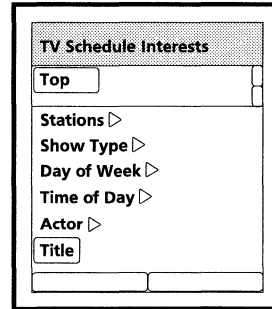 TV Schedule Interests
Top
Stations ▷
Show Type ▷
Day of Week ▷
Time of Day ▷
Actor ▷
Title